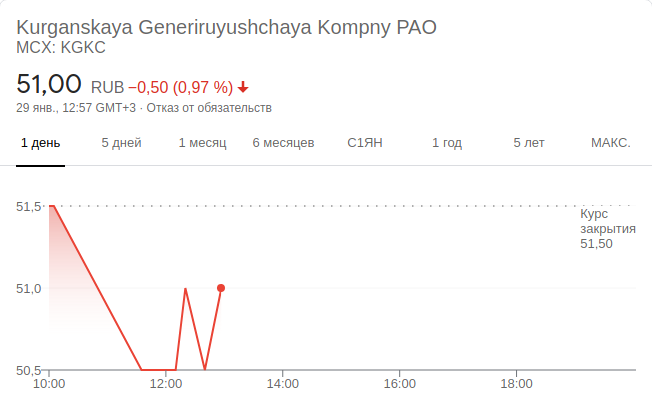 Kurganskaya Generiruyushchaya Kompny PAO
MCX: KGKC
51,00 RUB −0,50 (0,97 %)
29 янв., 12:57 GMT+3 · Отказ от обязательств
1 день 5 дней 1 месяц 6 месяцев С1ЯН 1 год 5 лет МАКС.
51,5
Курс
закрытия
51,50
51,0
50,5
10:00 12:00 14:00 16:00 18:00